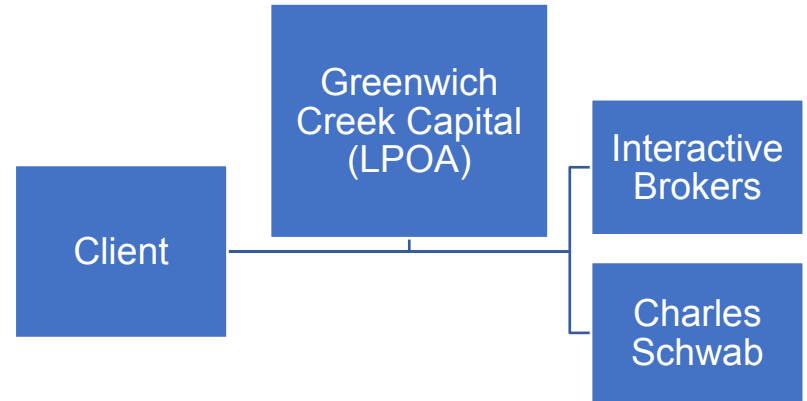 Client
Greenwich
Creek Capital
(LPOA)
Interactive
Brokers
Charles
Schwab